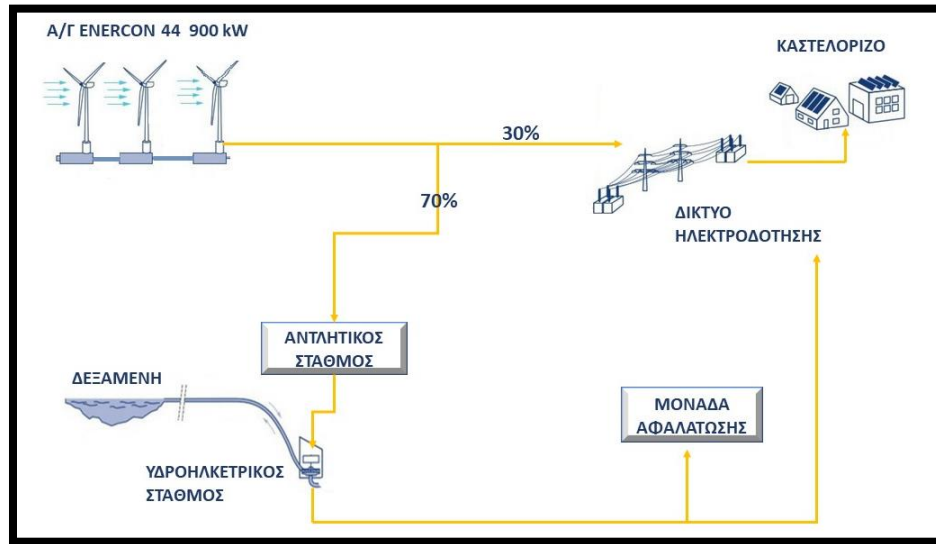 Α/Γ ENERCON 44 900 kW
ΚΑΣΤΕΛΟΡΙΖΟ
30%
70%
ΔΙΚΤΥΟ
ΗΛΕΚΤΡΟΔΟΤΗΣΗΣ
ΑΝΤΛΗΤΙΚΟΣ
ΣΤΑΘΜΟΣ
ΔΕΞΑΜΕΝΗ
ΜΟΝΑΔΑ
ΑΦΑΛΑΤΩΣΗΣ
ΥΔΡΟΗΛΚΕΤΡΙΚΟΣ
ΣΤΑΘΜΟΣ